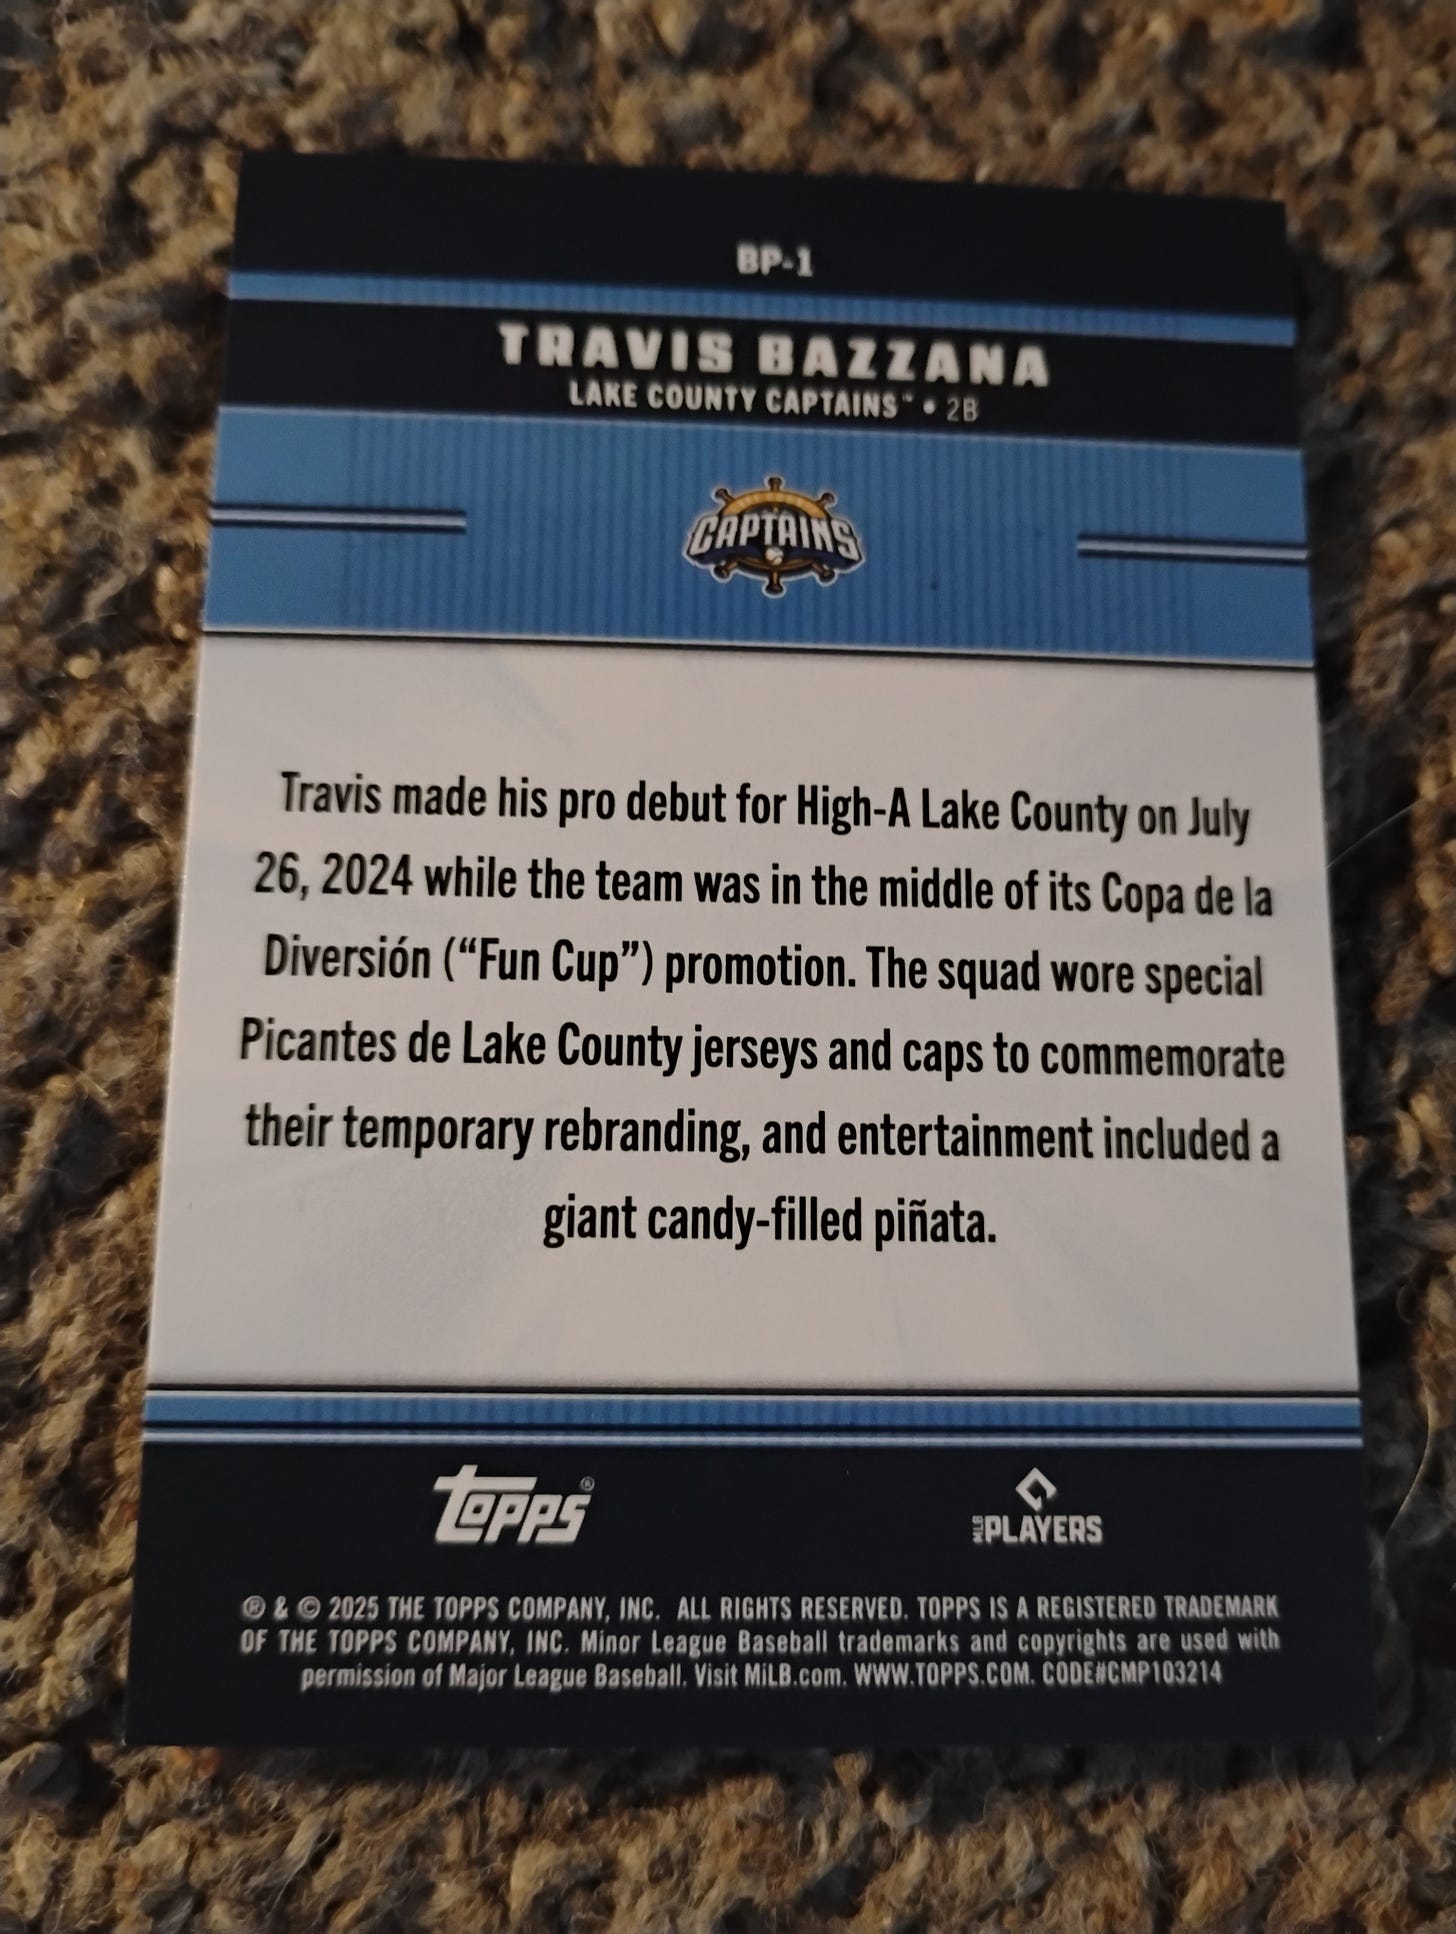 BP-1
TRAVIS BAZZANA
LAKE COUNTY CAPTAINS™ • 2B
CAPTAINS
Travis made his pro debut for High-A Lake County on July
26, 2024 while the team was in the middle of its Copa de la
Diversión (“Fun Cup”) promotion. The squad wore special
Picantes de Lake County jerseys and caps to commemorate
their temporary rebranding, and entertainment included a
giant candy-filled piñata.
TOPPS®
MLB PLAYERS
® & © 2025 THE TOPPS COMPANY, INC. ALL RIGHTS RESERVED. TOPPS IS A REGISTERED TRADEMARK
OF THE TOPPS COMPANY, INC. Minor League Baseball trademarks and copyrights are used with
permission of Major League Baseball. Visit MiLB.com. WWW.TOPPS.COM. CODE#CMP103214